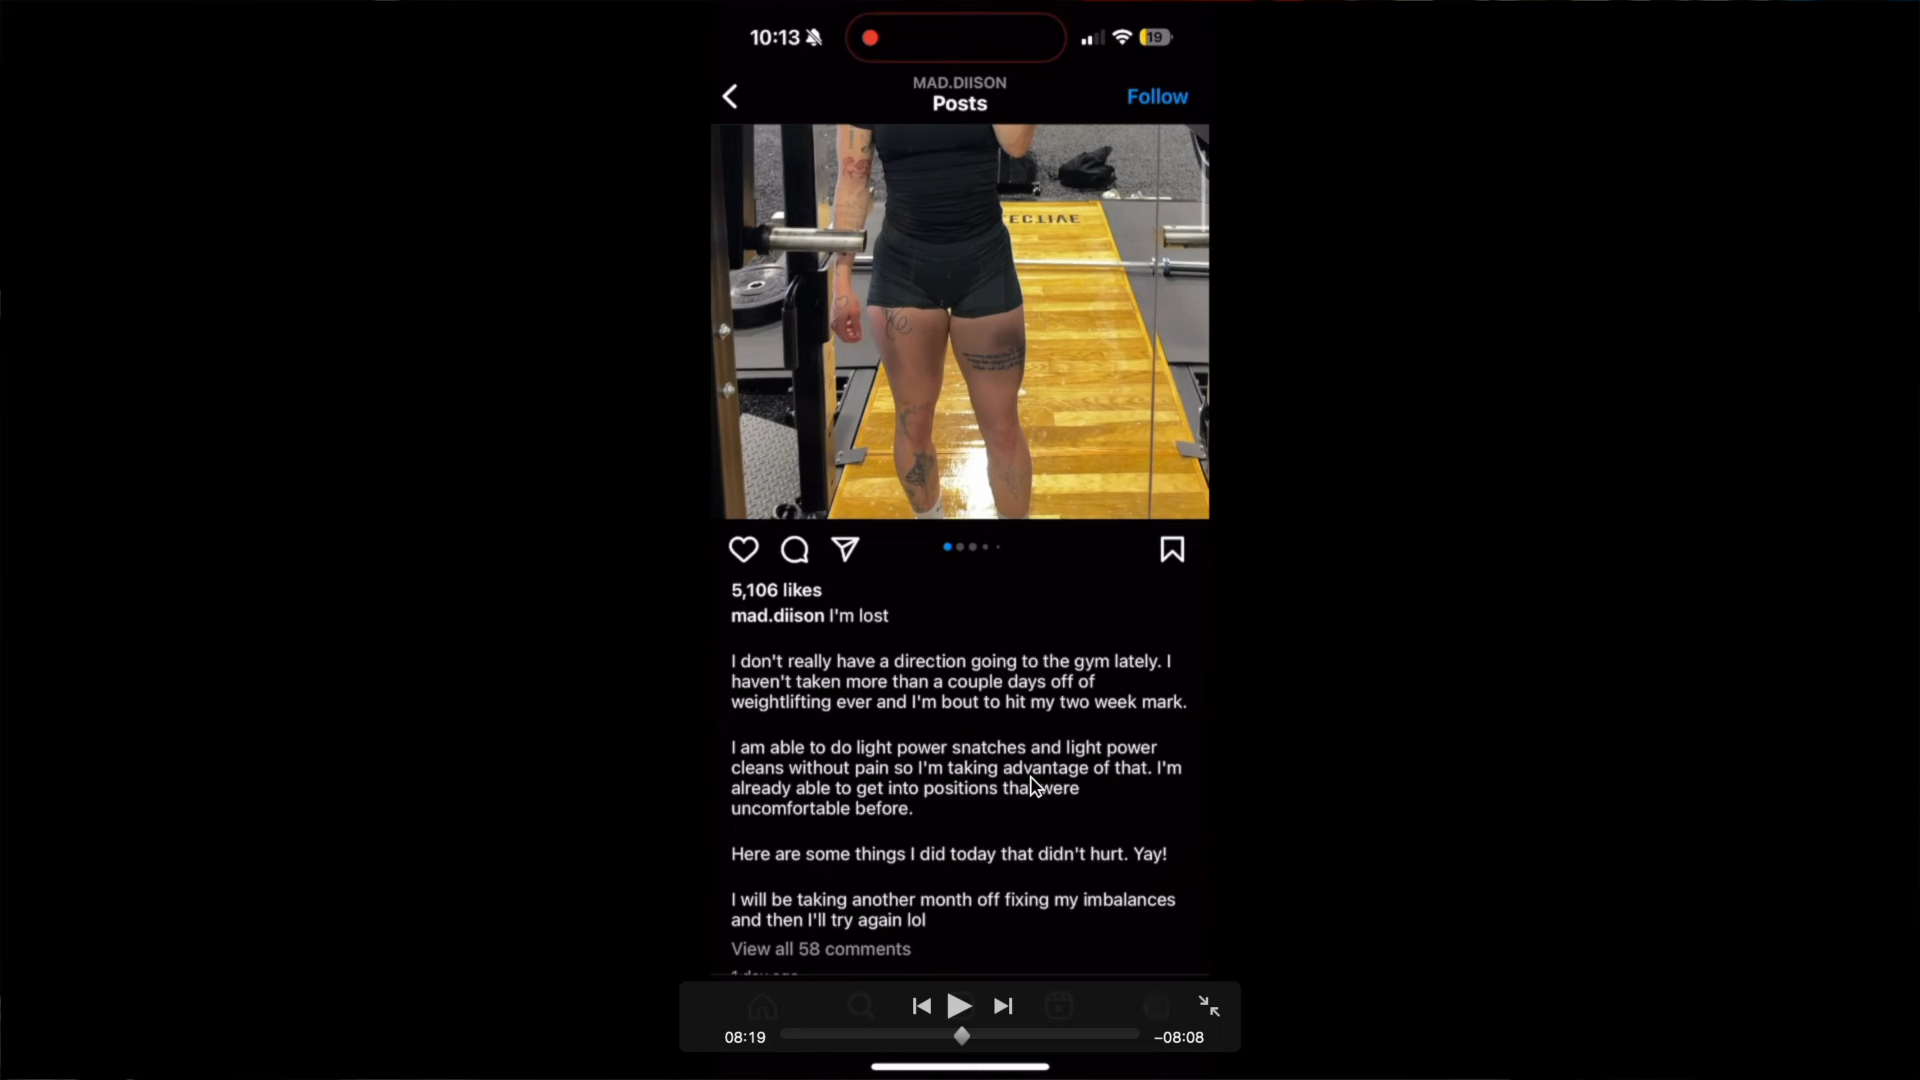 10:13
19
MAD.DIISON
Posts
Follow
5,106 likes
mad.diison I'm lost
I don't really have a direction going to the gym lately. I
haven't taken more than a couple days off of
weightlifting ever and I'm bout to hit my two week mark.
I am able to do light power snatches and light power
cleans without pain so I'm taking advantage of that. I'm
already able to get into positions that were
uncomfortable before.
Here are some things I did today that didn't hurt. Yay!
I will be taking another month off fixing my imbalances
and then I'll try again lol
View all 58 comments
1 day ago
08:19
–08:08